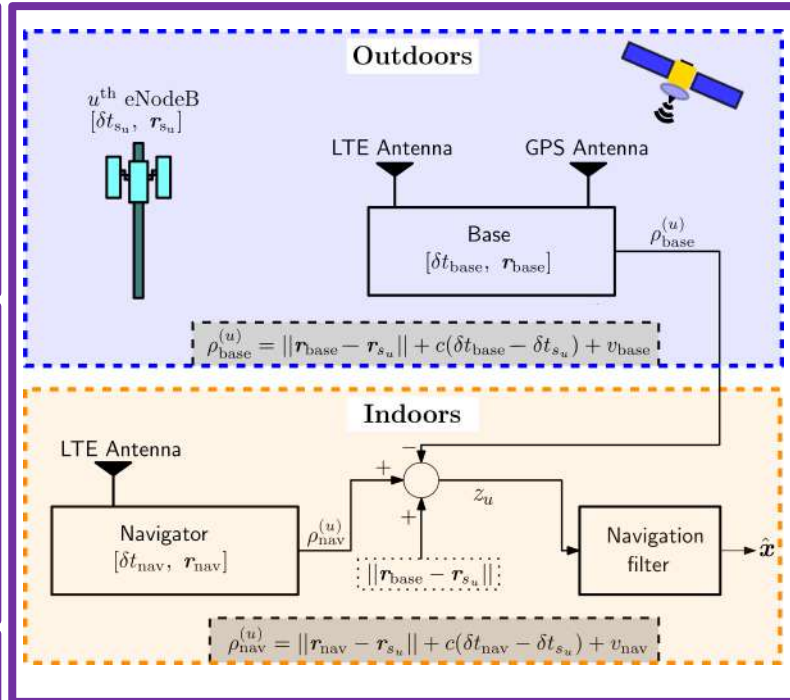 Outdoors
uᵗʰ eNodeB
[δt_{s_u}, r_{s_u}]
LTE Antenna
GPS Antenna
Base
[δt_base, r_base]
ρ_base^(u)
ρ_base^(u) = ||r_base − r_{s_u}|| + c(δt_base − δt_{s_u}) + v_base
Indoors
LTE Antenna
−
+
z_u
Navigator
[δt_nav, r_nav]
ρ_nav^(u)
+
||r_base − r_{s_u}||
Navigation
filter
x̂
ρ_nav^(u) = ||r_nav − r_{s_u}|| + c(δt_nav − δt_{s_u}) + v_nav